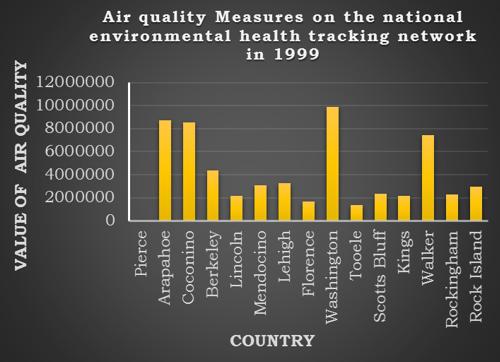 Air quality Measures on the national
environmental health tracking network
in 1999
VALUE OF AIR QUALITY
12000000
10000000
8000000
6000000
4000000
2000000
0
Pierce
Arapahoe
Coconino
Berkeley
Lincoln
Mendocino
Lehigh
Florence
Washington
Tooele
Scotts Bluff
Kings
Walker
Rockingham
Rock Island
COUNTRY